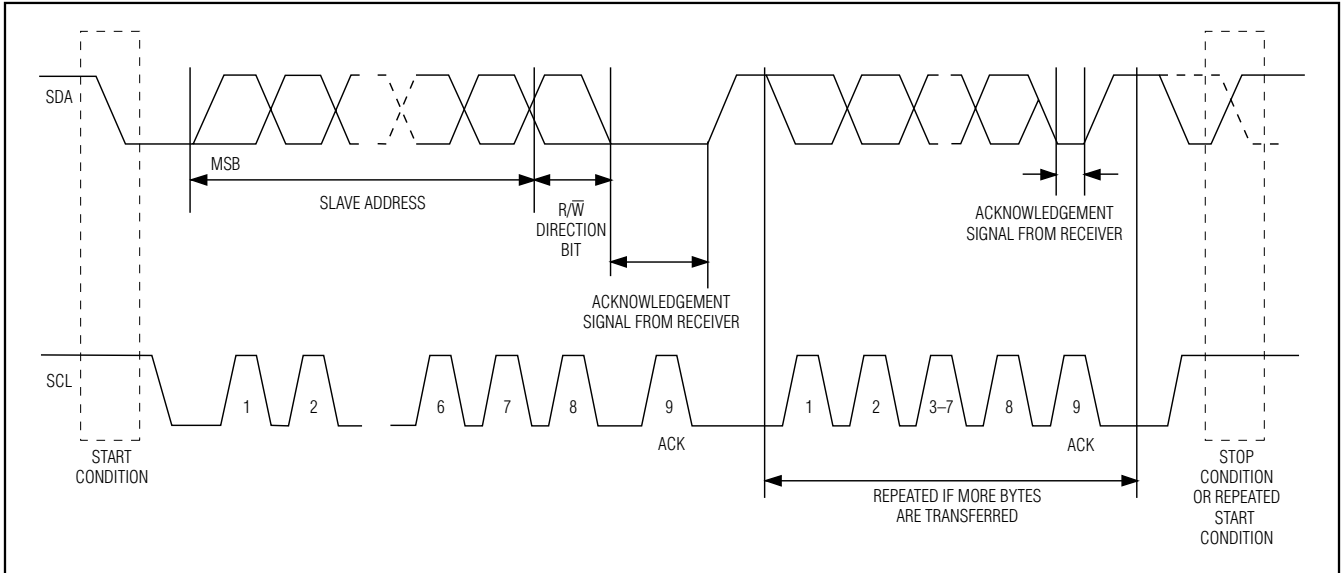 SDA
MSB
SLAVE ADDRESS
R/W̅
DIRECTION
BIT
ACKNOWLEDGEMENT
SIGNAL FROM RECEIVER
ACKNOWLEDGEMENT
SIGNAL FROM RECEIVER
SCL
1
2
6
7
8
9
ACK
1
2
3–7
8
9
ACK
START
CONDITION
REPEATED IF MORE BYTES
ARE TRANSFERRED
STOP
CONDITION
OR REPEATED
START
CONDITION